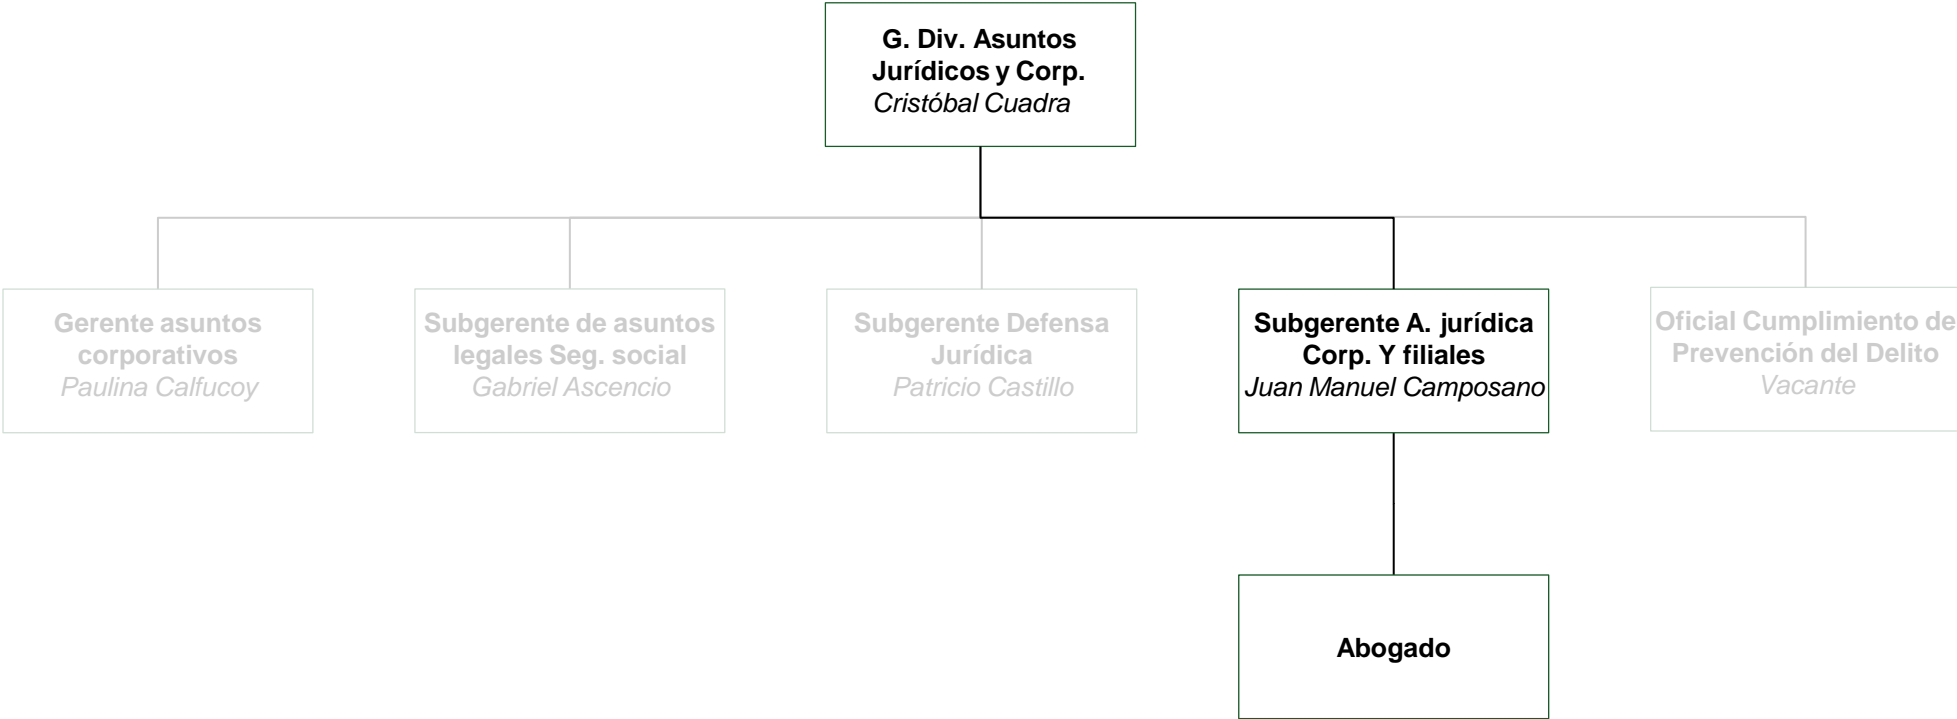 G. Div. Asuntos
Jurídicos y Corp.
Cristóbal Cuadra
Gerente asuntos
corporativos
Paulina Calfucoy
Subgerente de asuntos
legales Seg. social
Gabriel Ascencio
Subgerente Defensa
Jurídica
Patricio Castillo
Subgerente A. jurídica
Corp. Y filiales
Juan Manuel Camposano
Oficial Cumplimiento de
Prevención del Delito
Vacante
Abogado